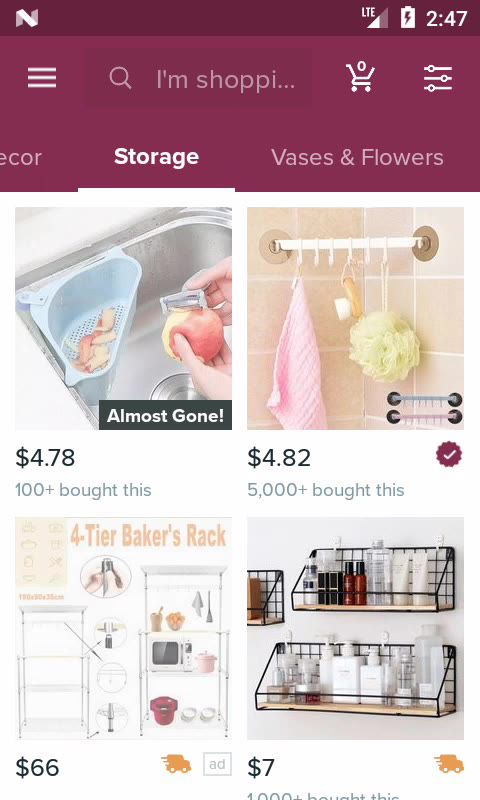 LTE 2:47
I'm shoppi... 0
ecor Storage Vases & Flowers
Almost Gone!
$4.78 $4.82
100+ bought this 5,000+ bought this
4-Tier Baker's Rack
$66 ad $7
1,000+ bought this